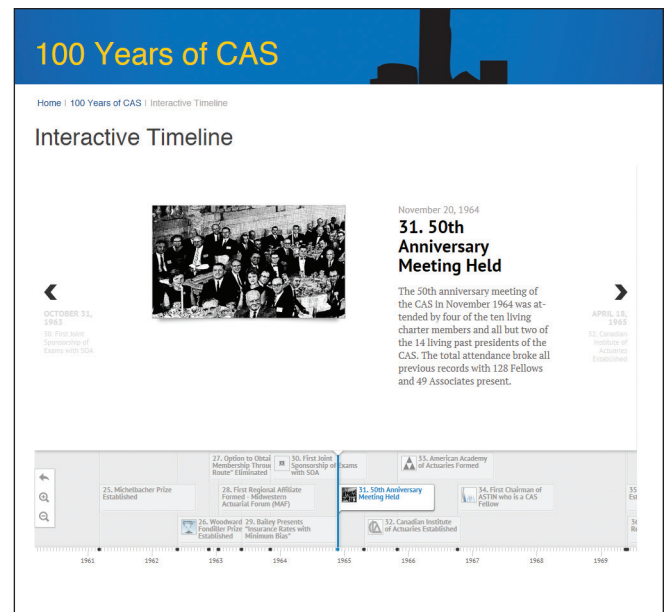 100 Years of CAS
Home | 100 Years of CAS | Interactive Timeline
Interactive Timeline
November 20, 1964
31. 50th
Anniversary
Meeting Held
The 50th anniversary meeting of
the CAS in November 1964 was at-
tended by four of the ten living
charter members and all but two of
the 14 living past presidents of the
CAS. The total attendance broke all
previous records with 128 Fellows
and 49 Associates present.
OCTOBER 31,
1963
30. First Joint
Sponsorship of
Exams with SOA
APRIL 18,
1965
32. Canadian
Institute of
Actuaries
Established
27. Option to Obtai
Membership Throu
Route" Eliminated
30. First Joint
Sponsorship of Exams
with SOA
33. American Academy
of Actuaries Formed
25. Michelbacher Prize
Established
28. First Regional Affiliate
Formed - Midwestern
Actuarial Forum (MAF)
31. 50th Anniversary
Meeting Held
34. First Chairman of
ASTIN who is a CAS
Fellow
35
Est
26. Woodward
Fondiller Prize
Established
29. Bailey Presents
"Insurance Rates with
Minimum Bias"
32. Canadian Institute
of Actuaries Established
36
1961 1962 1963 1964 1965 1966 1967 1968 1969